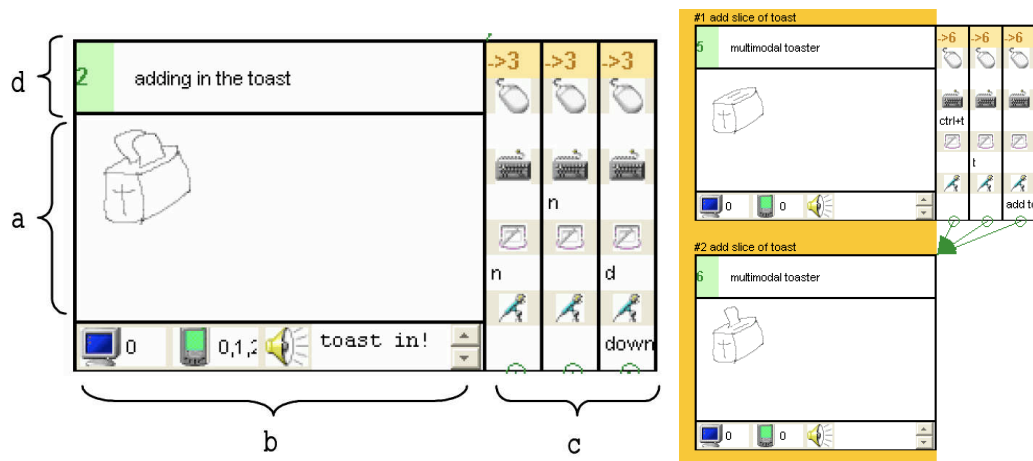 d
2 adding in the toast
->3 ->3 ->3
a
n
n d
0 0,1,2 toast in!
down
b
c
#1 add slice of toast
5 multimodal toaster
->6 ->6 ->6
ctrl+t
t
0 0
add to
#2 add slice of toast
6 multimodal toaster
0 0